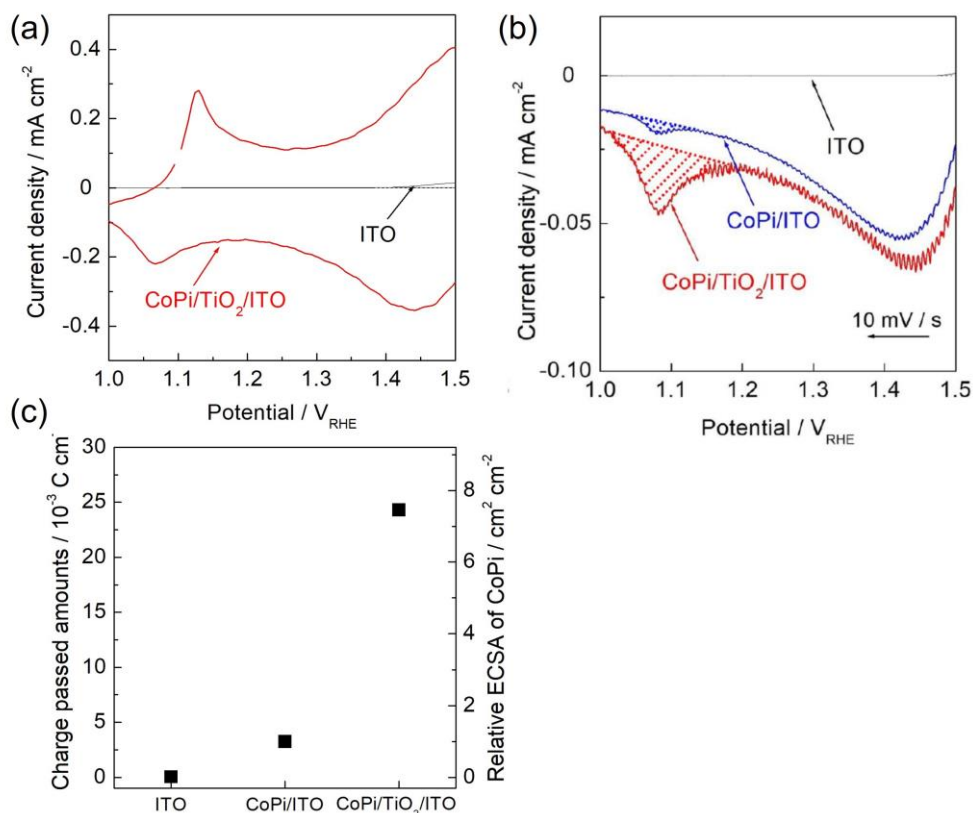 (a)
0.4
0.2
0
-0.2
-0.4
Current density / mA cm⁻²
ITO
CoPi/TiO₂/ITO
1.0 1.1 1.2 1.3 1.4 1.5
Potential / V_RHE
(b)
0
-0.05
-0.10
Current density / mA cm⁻²
ITO
CoPi/ITO
CoPi/TiO₂/ITO
10 mV / s
1.0 1.1 1.2 1.3 1.4 1.5
Potential / V_RHE
(c)
30
25
20
15
10
5
0
Charge passed amounts / 10⁻³ C cm⁻
8
6
4
2
0
Relative ECSA of CoPi / cm² cm⁻²
ITO CoPi/ITO CoPi/TiO₂/ITO